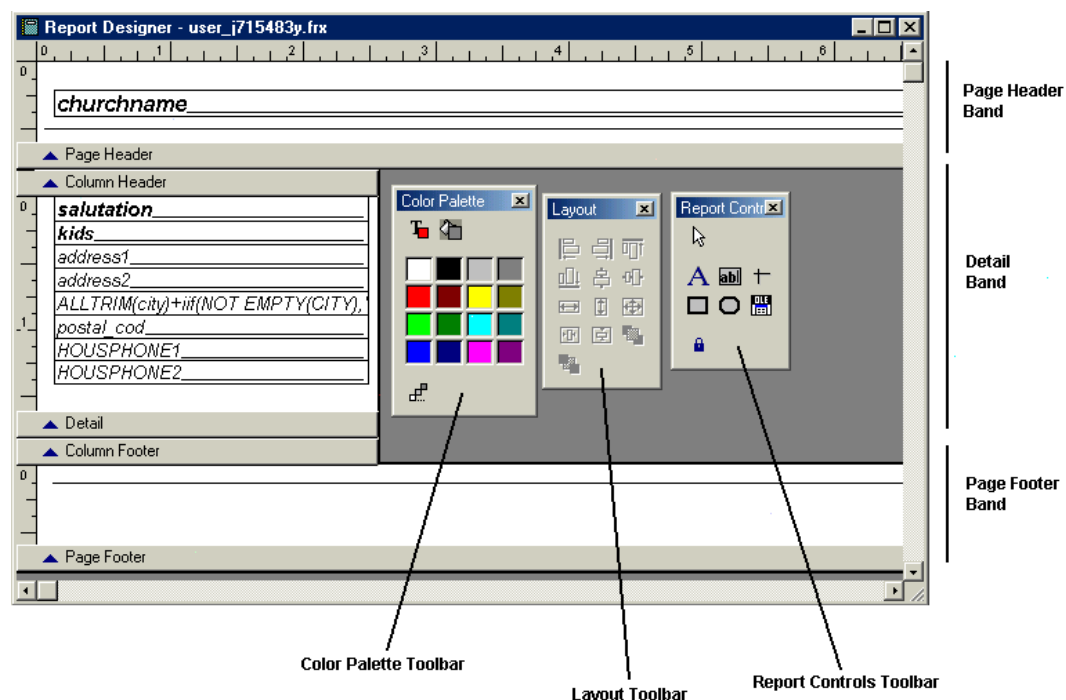 Report Designer - user_j715483y.frx
0 1 2 3 4 5 6
0
churchname
Page Header
Column Header
0
salutation
kids
address1
address2
ALLTRIM(city)+iif(NOT EMPTY(CITY),'
1
postal_cod
HOUSPHONE1
HOUSPHONE2
Detail
Column Footer
0
Page Footer
Color Palette
T
Layout
Report Contr
A
abl
OLE
Page Header
Band
Detail
Band
Page Footer
Band
Color Palette Toolbar
Layout Toolbar
Report Controls Toolbar